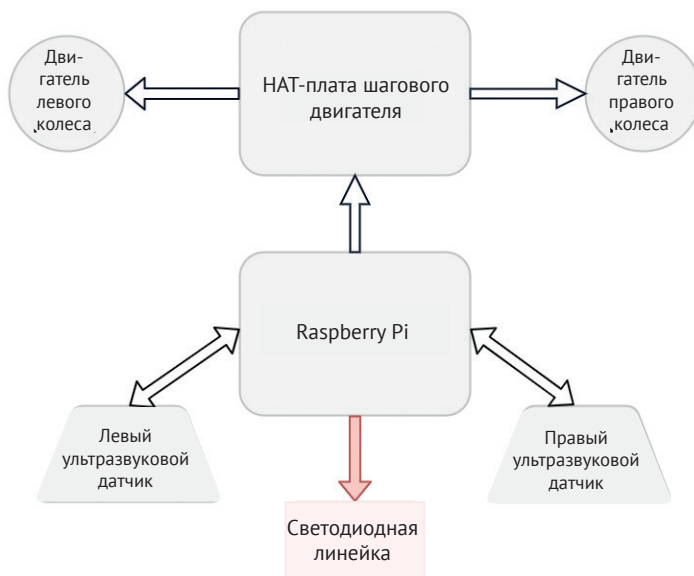 Дви-
гатель
левого
колеса
НАТ-плата шагового
двигателя
Дви-
гатель
правого
колеса
Raspberry Pi
Левый
ультразвуковой
датчик
Правый
ультразвуковой
датчик
Светодиодная
линейка